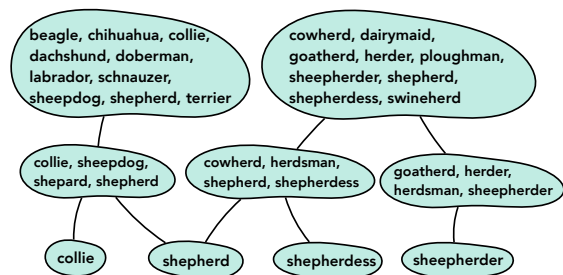 beagle, chihuahua, collie,
dachshund, doberman,
labrador, schnauzer,
sheepdog, shepherd, terrier
cowherd, dairymaid,
goatherd, herder, ploughman,
sheepherder, shepherd,
shepherdess, swineherd
collie, sheepdog,
shepard, shepherd
cowherd, herdsman,
shepherd, shepherdess
goatherd, herder,
herdsman, sheepherder
collie
shepherd
shepherdess
sheepherder